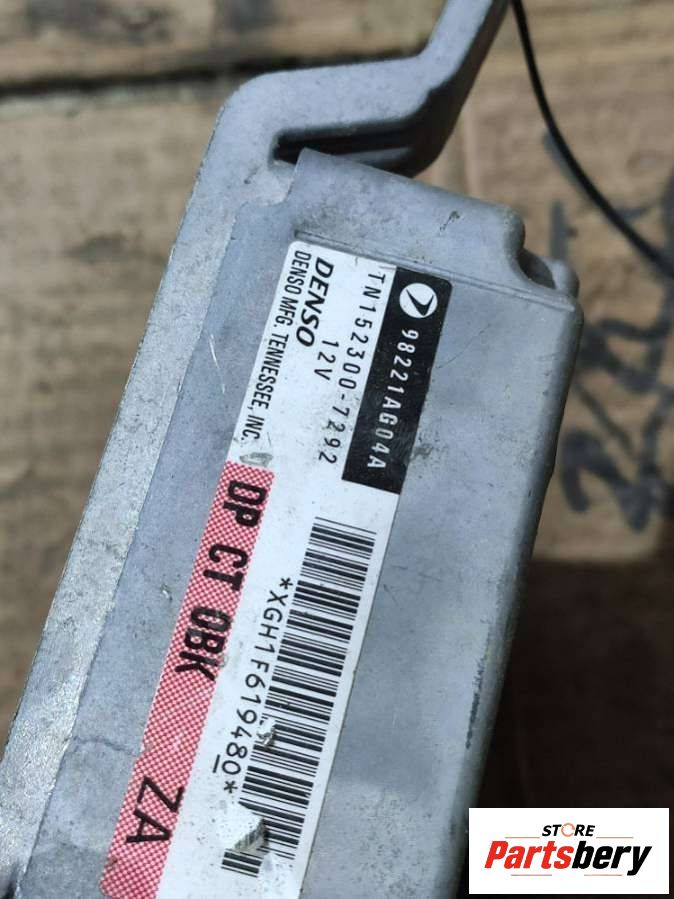 98221AG04A
TN152300-7292
DENSO 12V
DENSO MFG. TENNESSEE, INC.
DP CT 0BK ZA
*XGH1F619480*
STORE
Partsbery